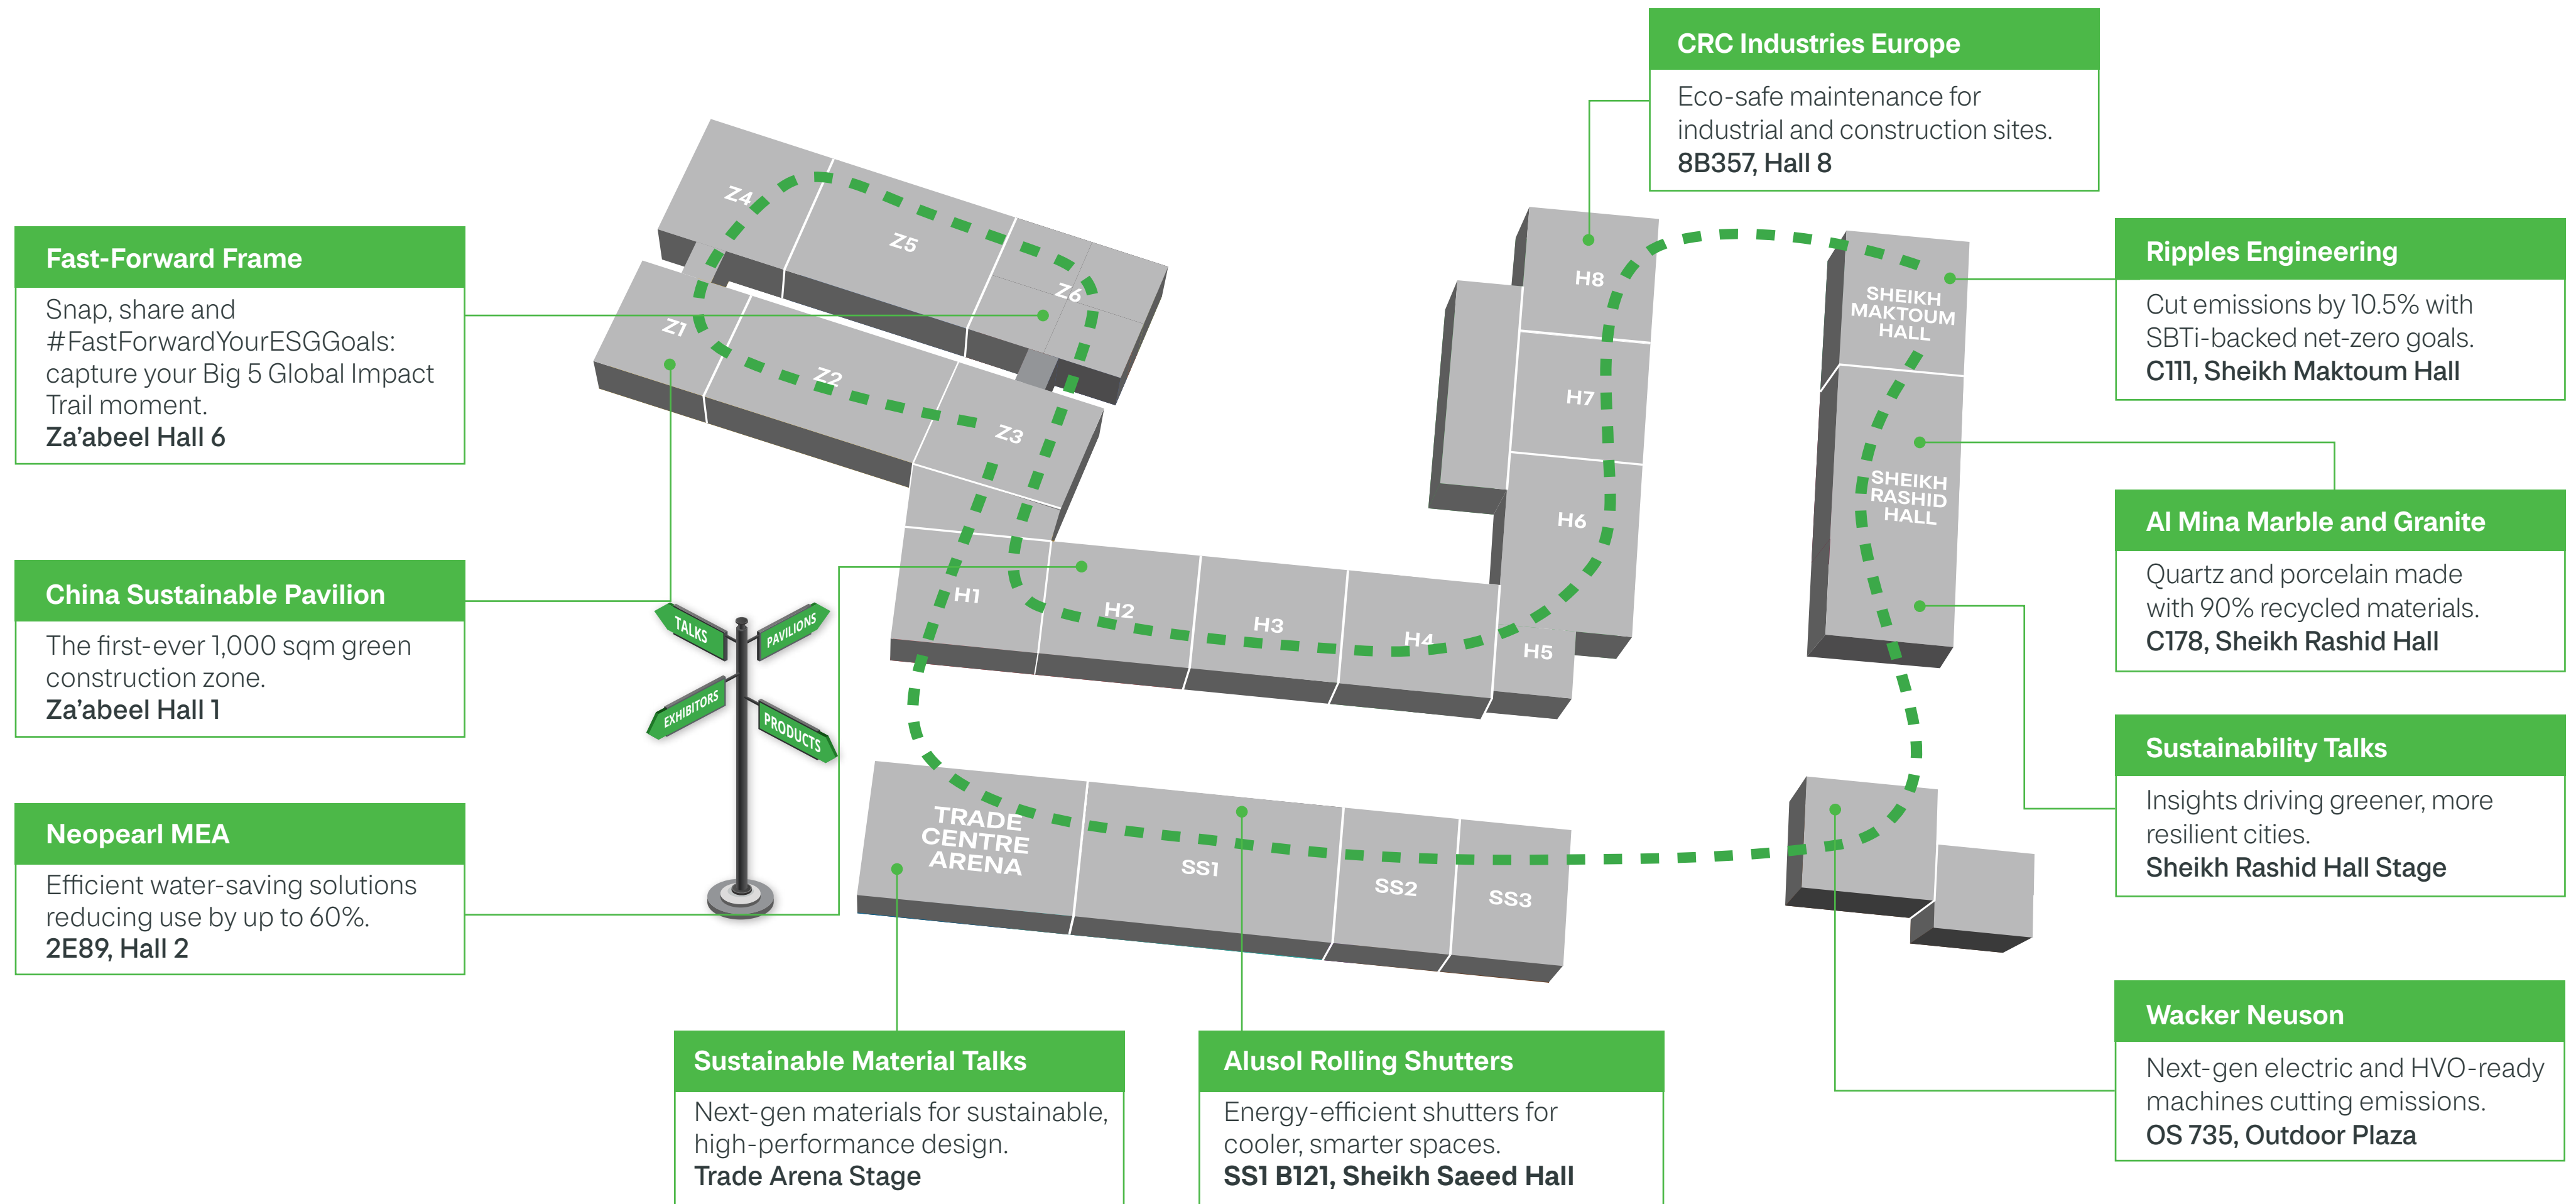 CRC Industries Europe
Eco-safe maintenance for
industrial and construction sites.
8B357, Hall 8
Fast-Forward Frame
Snap, share and
#FastForwardYourESGGoals:
capture your Big 5 Global Impact
Trail moment.
Za'abeel Hall 6
China Sustainable Pavilion
The first-ever 1,000 sqm green
construction zone.
Za'abeel Hall 1
Neopearl MEA
Efficient water-saving solutions
reducing use by up to 60%.
2E89, Hall 2
Z4
Z5
Z6
Z1
Z2
Z3
H1
H2
H3
H4
H5
H6
H7
H8
SHEIKH
MAKTOUM
HALL
SHEIKH
RASHID
HALL
TALKS
PAVILIONS
EXHIBITORS
PRODUCTS
TRADE
CENTRE
ARENA
SS1
SS2
SS3
Ripples Engineering
Cut emissions by 10.5% with
SBTi-backed net-zero goals.
C111, Sheikh Maktoum Hall
Al Mina Marble and Granite
Quartz and porcelain made
with 90% recycled materials.
C178, Sheikh Rashid Hall
Sustainability Talks
Insights driving greener, more
resilient cities.
Sheikh Rashid Hall Stage
Wacker Neuson
Next-gen electric and HVO-ready
machines cutting emissions.
OS 735, Outdoor Plaza
Sustainable Material Talks
Next-gen materials for sustainable,
high-performance design.
Trade Arena Stage
Alusol Rolling Shutters
Energy-efficient shutters for
cooler, smarter spaces.
SS1 B121, Sheikh Saeed Hall